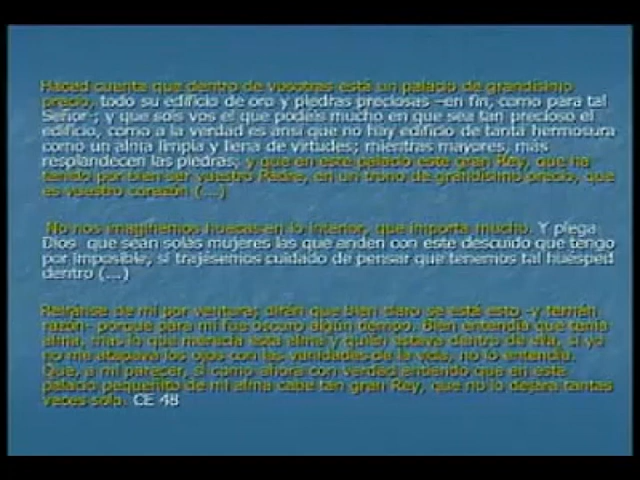 Haced cuenta que dentro de vosotras está un palacio de grandísimo
precio, todo su edificio de oro y piedras preciosas –en fin, como para tal
Señor-; y que sois vos el que podéis mucho en que sea tan precioso el
edificio, como a la verdad es ansí que no hay edificio de tanta hermosura
como un alma limpia y llena de virtudes; mientras mayores, más
resplandecen las piedras; y que en este palacio este gran Rey, que ha
tenido por bien ser vuestro Padre, en un trono de grandísimo precio, que
es vuestro corazón (...)
No nos imaginemos huecas en lo interior, que importa mucho. Y plega
Dios que sean solas mujeres las que anden con este descuido que tengo
por imposible, si trajésemos cuidado de pensar que tenemos tal huésped
dentro (...)
Reiránse de mí por ventura; dirán que bien claro se está esto -y ternán
razón- porque para mí fue oscuro algún tiempo. Bien entendía que tenía
alma, mas lo que merecía esta alma y quién estaba dentro de ella, si yo
no me atapava los ojos con las vanidades de la vida, no lo entendía.
Que, a mi parecer, si como ahora con verdad entiendo que en este
palacio pequeñito de mi alma cabe tan gran Rey, que no lo dejara tantas
veces solo. CE 48